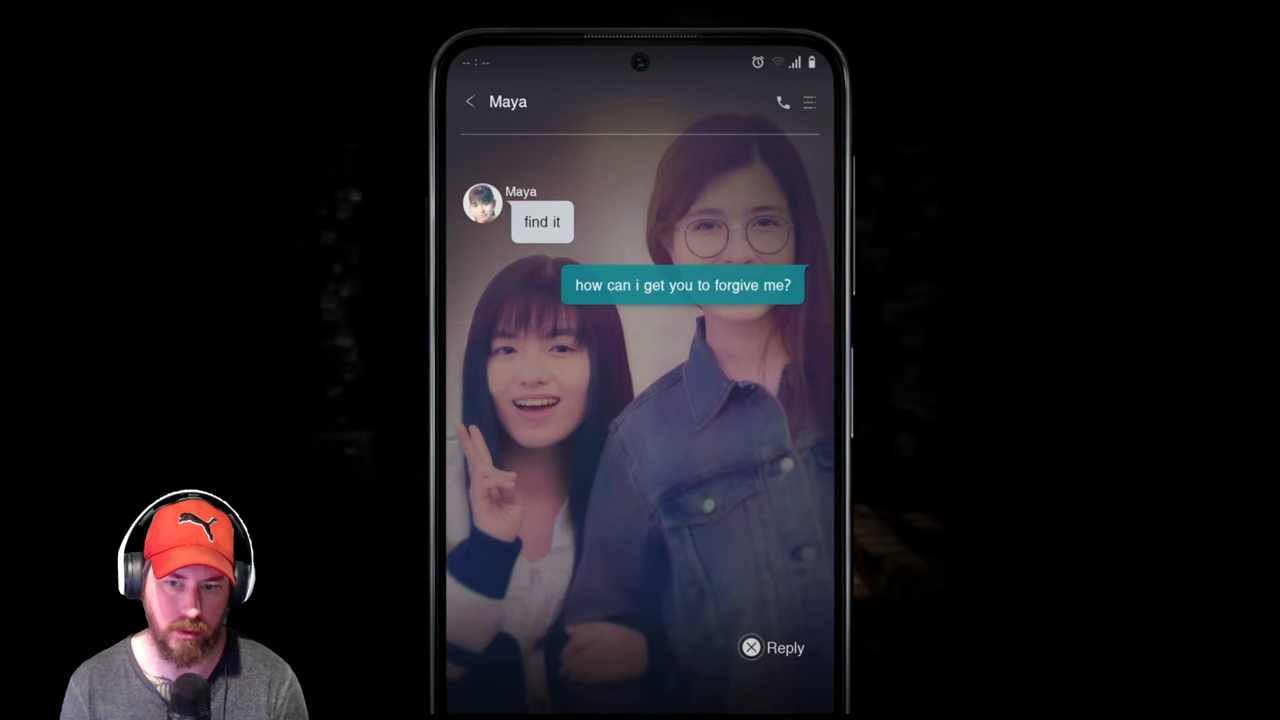 -- : --
Maya
Maya
find it
how can i get you to forgive me?
Reply